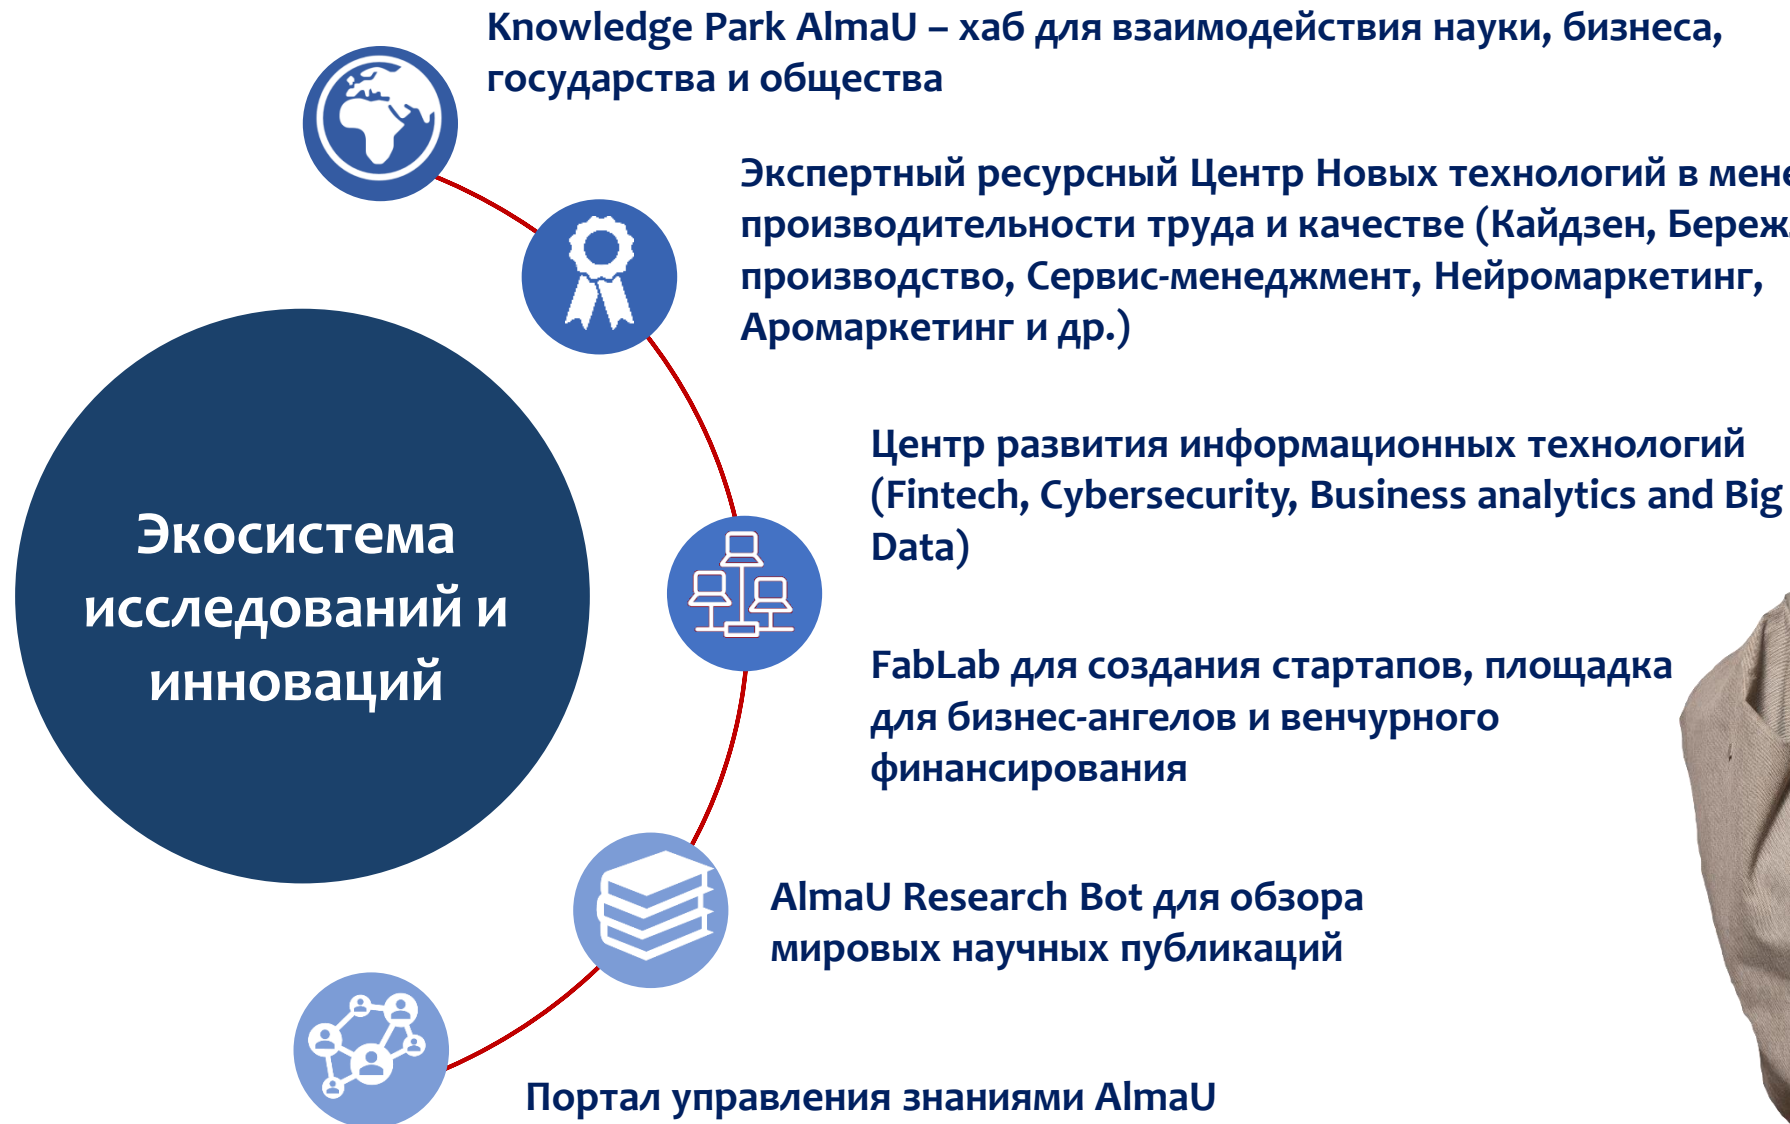 Knowledge Park AlmaU – хаб для взаимодействия науки, бизнеса,
государства и общества
Экспертный ресурсный Центр Новых технологий в
производительности труда и качестве (Кайдзен,
производство, Сервис-менеджмент, Нейромаркетинг,
Аромаркетинг и др.)
Центр развития информационных технологий
(Fintech, Cybersecurity, Business analytics and Big
Data)
Экосистема
исследований и
инноваций
FabLab для создания стартапов, площадка
для бизнес-ангелов и венчурного
финансирования
AlmaU Research Bot для обзора
мировых научных публикаций
Портал управления знаниями AlmaU